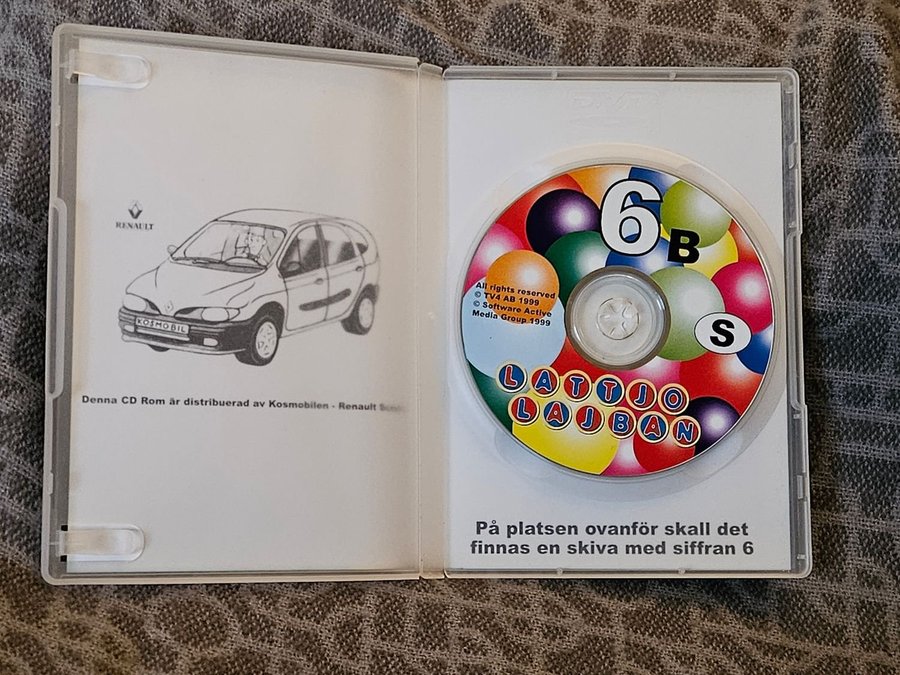 RENAULT
KOSMOBIL
Denna CD Rom är distribuerad av Kosmobilen - Renault
6
B
S
All rights reserved
© TV4 AB 1999
© Software Active
Media Group 1999
LATTJO
LAJBAN
På platsen ovanför skall det
finnas en skiva med siffran 6